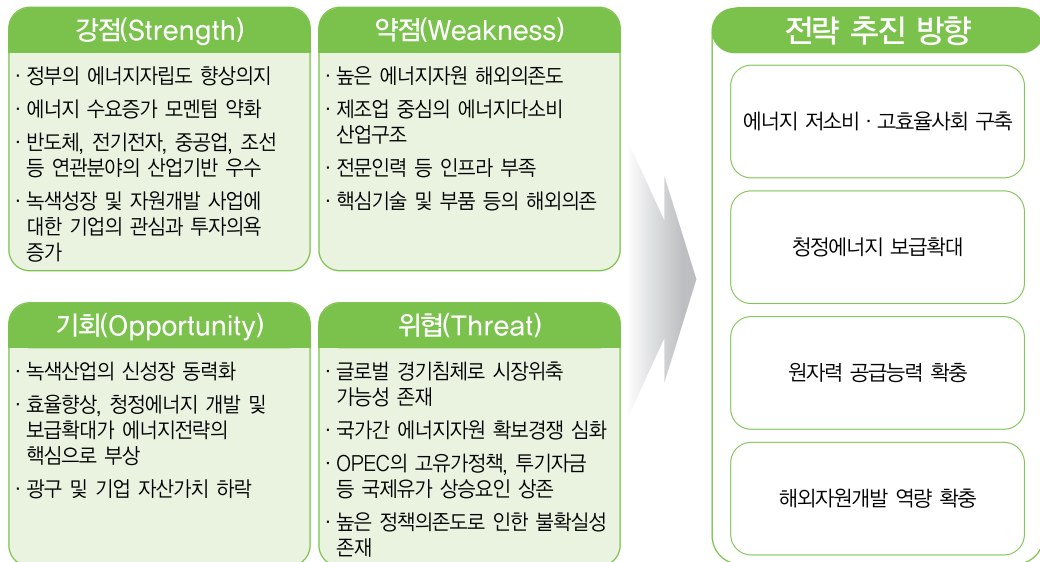 강점(Strength)
· 정부의 에너지자립도 향상의지
· 에너지 수요증가 모멘텀 약화
· 반도체, 전기전자, 중공업, 조선
등 연관분야의 산업기반 우수
· 녹색성장 및 자원개발 사업에
대한 기업의 관심과 투자의욕
증가
약점(Weakness)
· 높은 에너지자원 해외의존도
· 제조업 중심의 에너지다소비
산업구조
· 전문인력 등 인프라 부족
· 핵심기술 및 부품 등의 해외의존
기회(Opportunity)
· 녹색산업의 신성장 동력화
· 효율향상, 청정에너지 개발 및
보급확대가 에너지전략의
핵심으로 부상
· 광구 및 기업 자산가치 하락
위협(Threat)
· 글로벌 경기침체로 시장위축
가능성 존재
· 국가간 에너지자원 확보경쟁 심화
· OPEC의 고유가정책, 투기자금
등 국제유가 상승요인 상존
· 높은 정책의존도로 인한 불확실성
존재
전략 추진 방향
에너지 저소비 · 고효율사회 구축
청정에너지 보급확대
원자력 공급능력 확충
해외자원개발 역량 확충